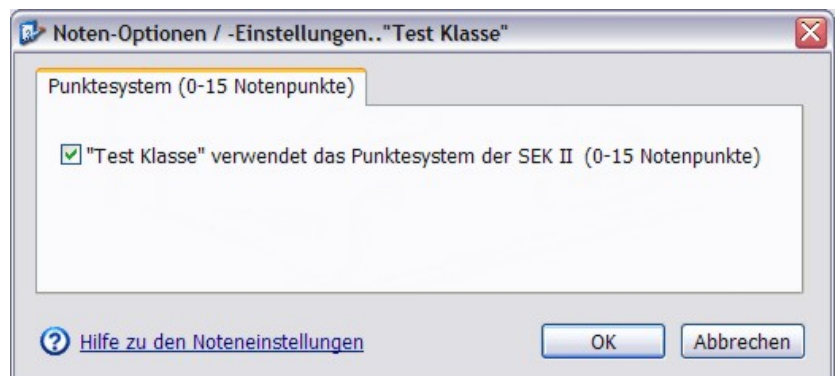 Noten-Optionen / -Einstellungen.."Test Klasse"
Punktesystem (0-15 Notenpunkte)
"Test Klasse" verwendet das Punktesystem der SEK II (0-15 Notenpunkte)
Hilfe zu den Noteneinstellungen
OK
Abbrechen